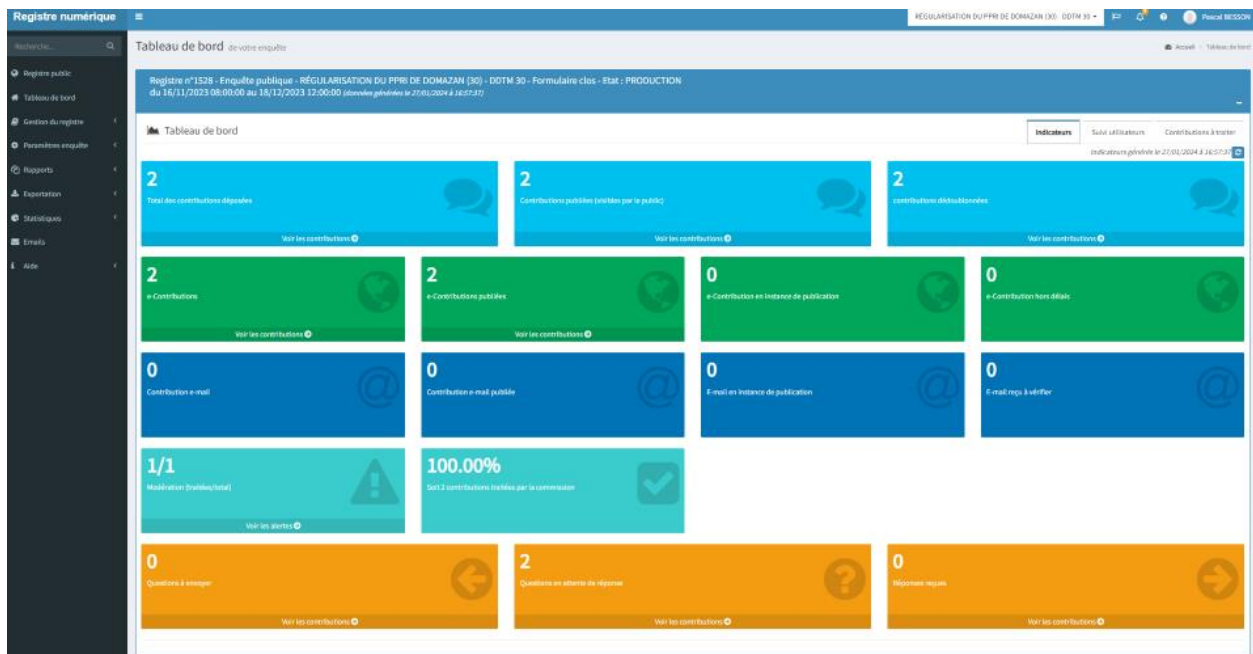 Registre numérique
RÉGULARISATION DU PPRI DE DOMAZAN (30) - DDTM 30
Pascal BESSON
Recherche...
Tableau de bord de votre enquête
Accueil > Tableau de bord
Registre public
Tableau de bord
Gestion du registre
Paramètres enquête
Rapports
Exportation
Statistiques
Emails
Aide
Registre n°1528 - Enquête publique - RÉGULARISATION DU PPRI DE DOMAZAN (30) - DDTM 30 - Formulaire clos - Etat : PRODUCTION
du 16/11/2023 08:00:00 au 18/12/2023 12:00:00 (données générées le 27/01/2024 à 16:57:37)
Tableau de bord
Indicateurs
Suivi utilisateurs
Contributions à traiter
Indicateurs générés le 27/01/2024 à 16:57:37
2
Total des contributions déposées
Voir les contributions
2
Contributions publiées (visibles par le public)
Voir les contributions
2
contributions dédoublonnées
Voir les contributions
2
e-Contributions
Voir les contributions
2
e-Contributions publiées
Voir les contributions
0
e-Contribution en instance de publication
0
e-Contribution hors délais
0
Contribution e-mail
0
Contribution e-mail publiée
0
E-mail en instance de publication
0
E-mail reçu à vérifier
1/1
Modération (traitées/total)
Voir les alertes
100.00%
Soit 2 contributions traitées par la commission
0
Questions à envoyer
Voir les contributions
2
Questions en attente de réponse
Voir les contributions
0
Réponses reçues
Voir les contributions